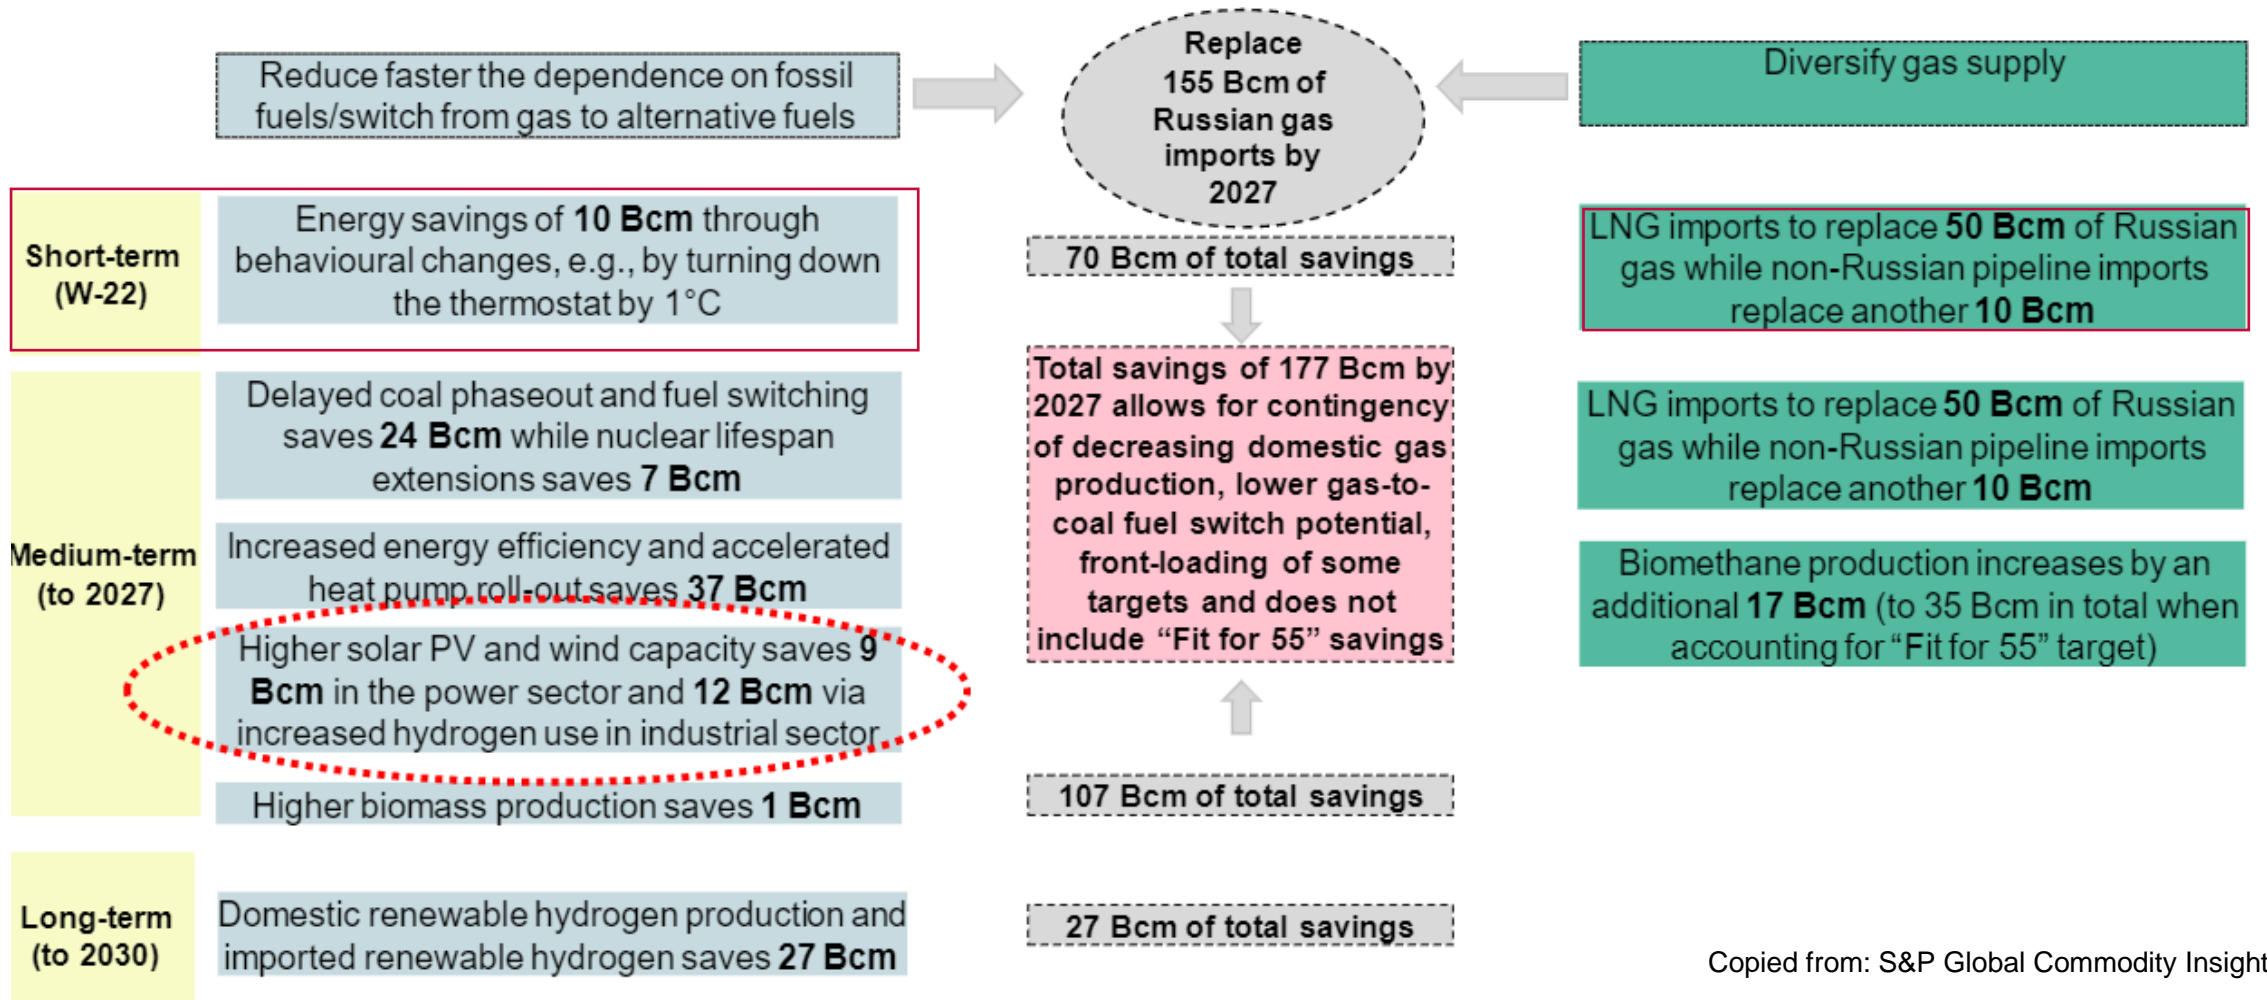 Reduce faster the dependence on fossil
fuels/switch from gas to alternative fuels
Replace
155 Bcm of
Russian gas
imports by
2027
Diversify gas supply
Short-term
(W-22)
Energy savings of 10 Bcm through
behavioural changes, e.g., by turning down
the thermostat by 1°C
70 Bcm of total savings
LNG imports to replace 50 Bcm of Russian
gas while non-Russian pipeline imports
replace another 10 Bcm
Medium-term
(to 2027)
Delayed coal phaseout and fuel switching
saves 24 Bcm while nuclear lifespan
extensions saves 7 Bcm
Increased energy efficiency and accelerated
heat pump roll-out saves 37 Bcm
Higher solar PV and wind capacity saves 9
Bcm in the power sector and 12 Bcm via
increased hydrogen use in industrial sector
Higher biomass production saves 1 Bcm
Total savings of 177 Bcm by
2027 allows for contingency
of decreasing domestic gas
production, lower gas-to-
coal fuel switch potential,
front-loading of some
targets and does not
include “Fit for 55” savings
107 Bcm of total savings
LNG imports to replace 50 Bcm of Russian
gas while non-Russian pipeline imports
replace another 10 Bcm
Biomethane production increases by an
additional 17 Bcm (to 35 Bcm in total when
accounting for “Fit for 55” target)
Long-term
(to 2030)
Domestic renewable hydrogen production and
imported renewable hydrogen saves 27 Bcm
27 Bcm of total savings
Copied from: S&P Global Commodity Insight